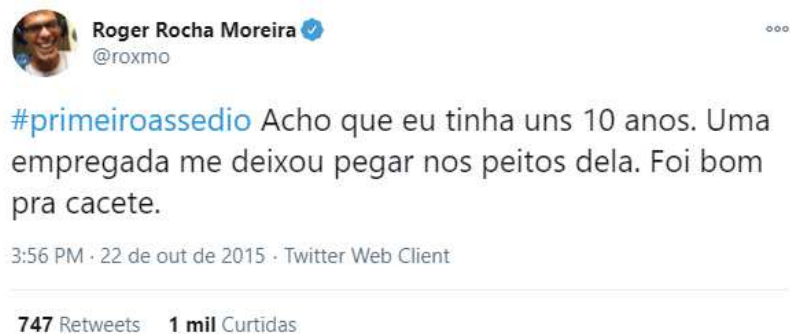 Roger Rocha Moreira
@roxmo
#primeiroassedio Acho que eu tinha uns 10 anos. Uma
empregada me deixou pegar nos peitos dela. Foi bom
pra cacete.
3:56 PM · 22 de out de 2015 · Twitter Web Client
747 Retweets 1 mil Curtidas